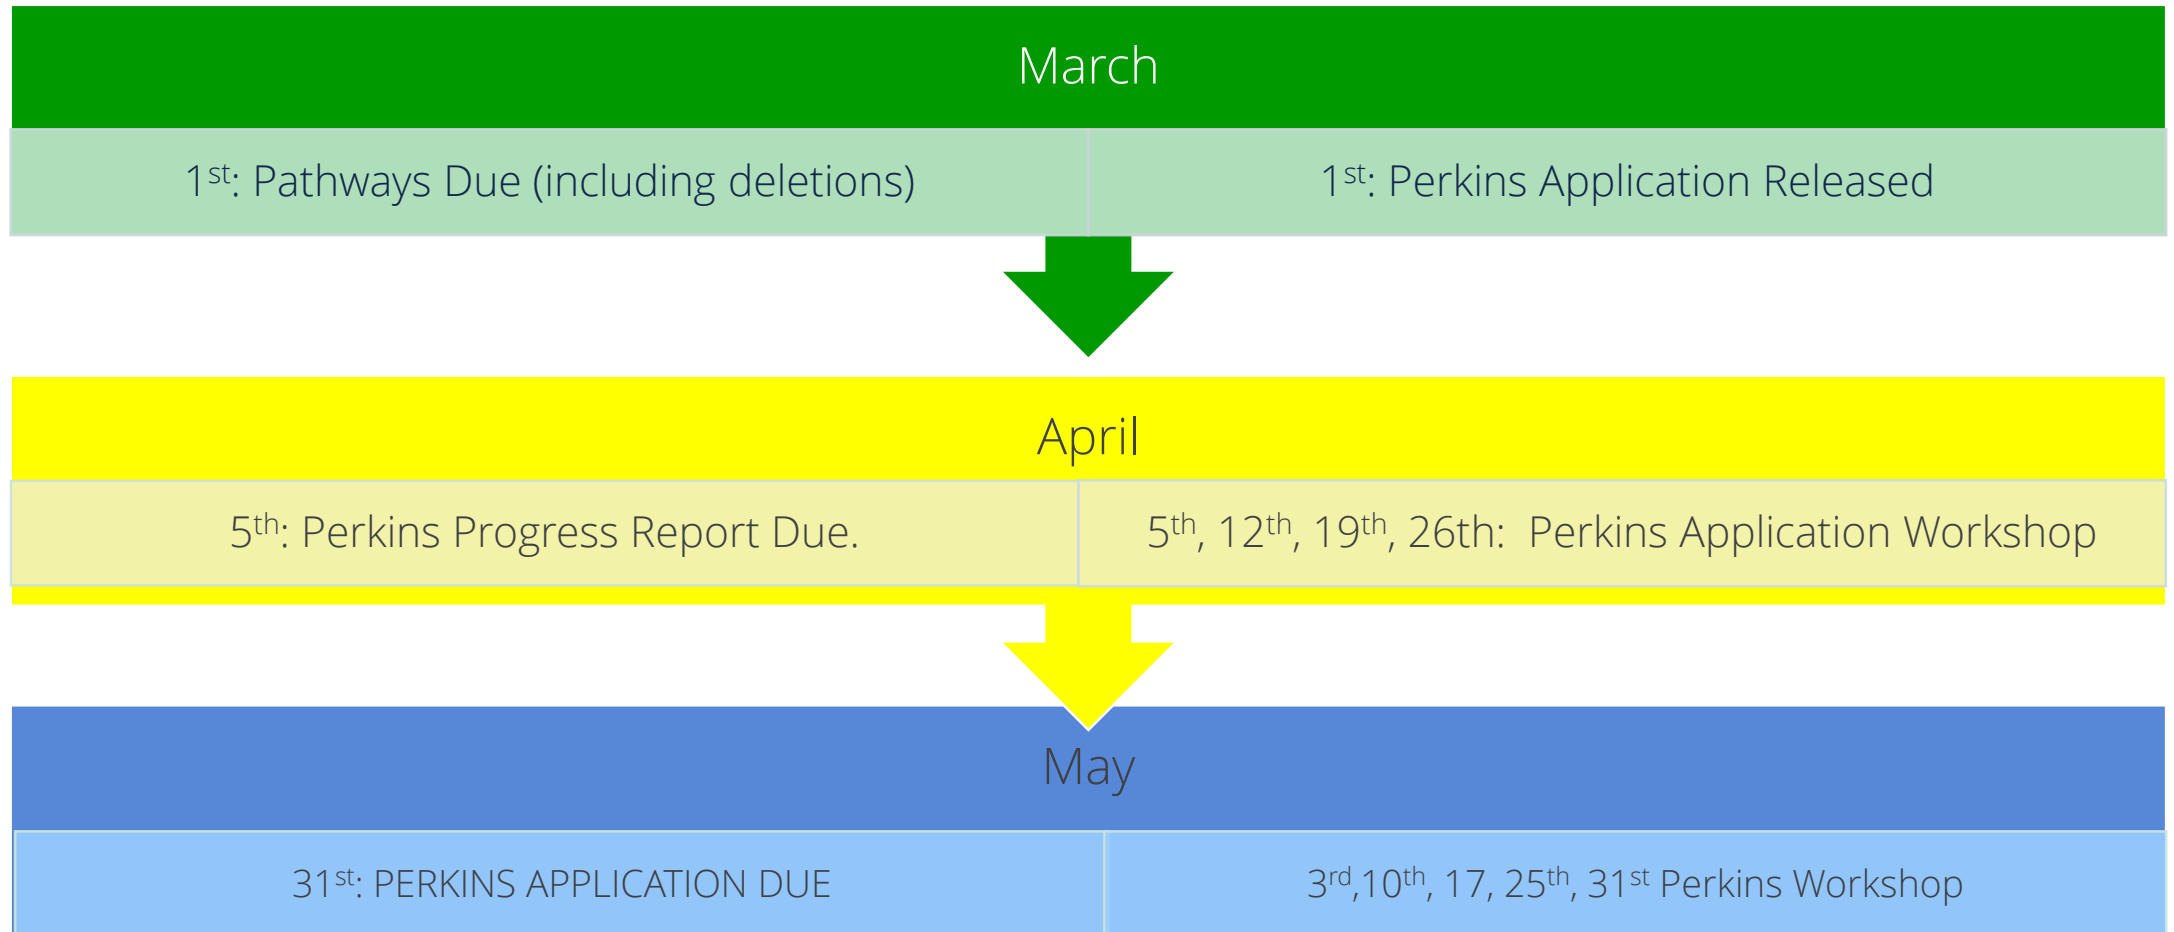 March
1st: Pathways Due (including deletions)
1st: Perkins Application Released
April
5th: Perkins Progress Report Due.
5th, 12th, 19th, 26th:  Perkins Application Workshop
May
31st: PERKINS APPLICATION DUE
3rd,10th, 17, 25th, 31st Perkins Workshop